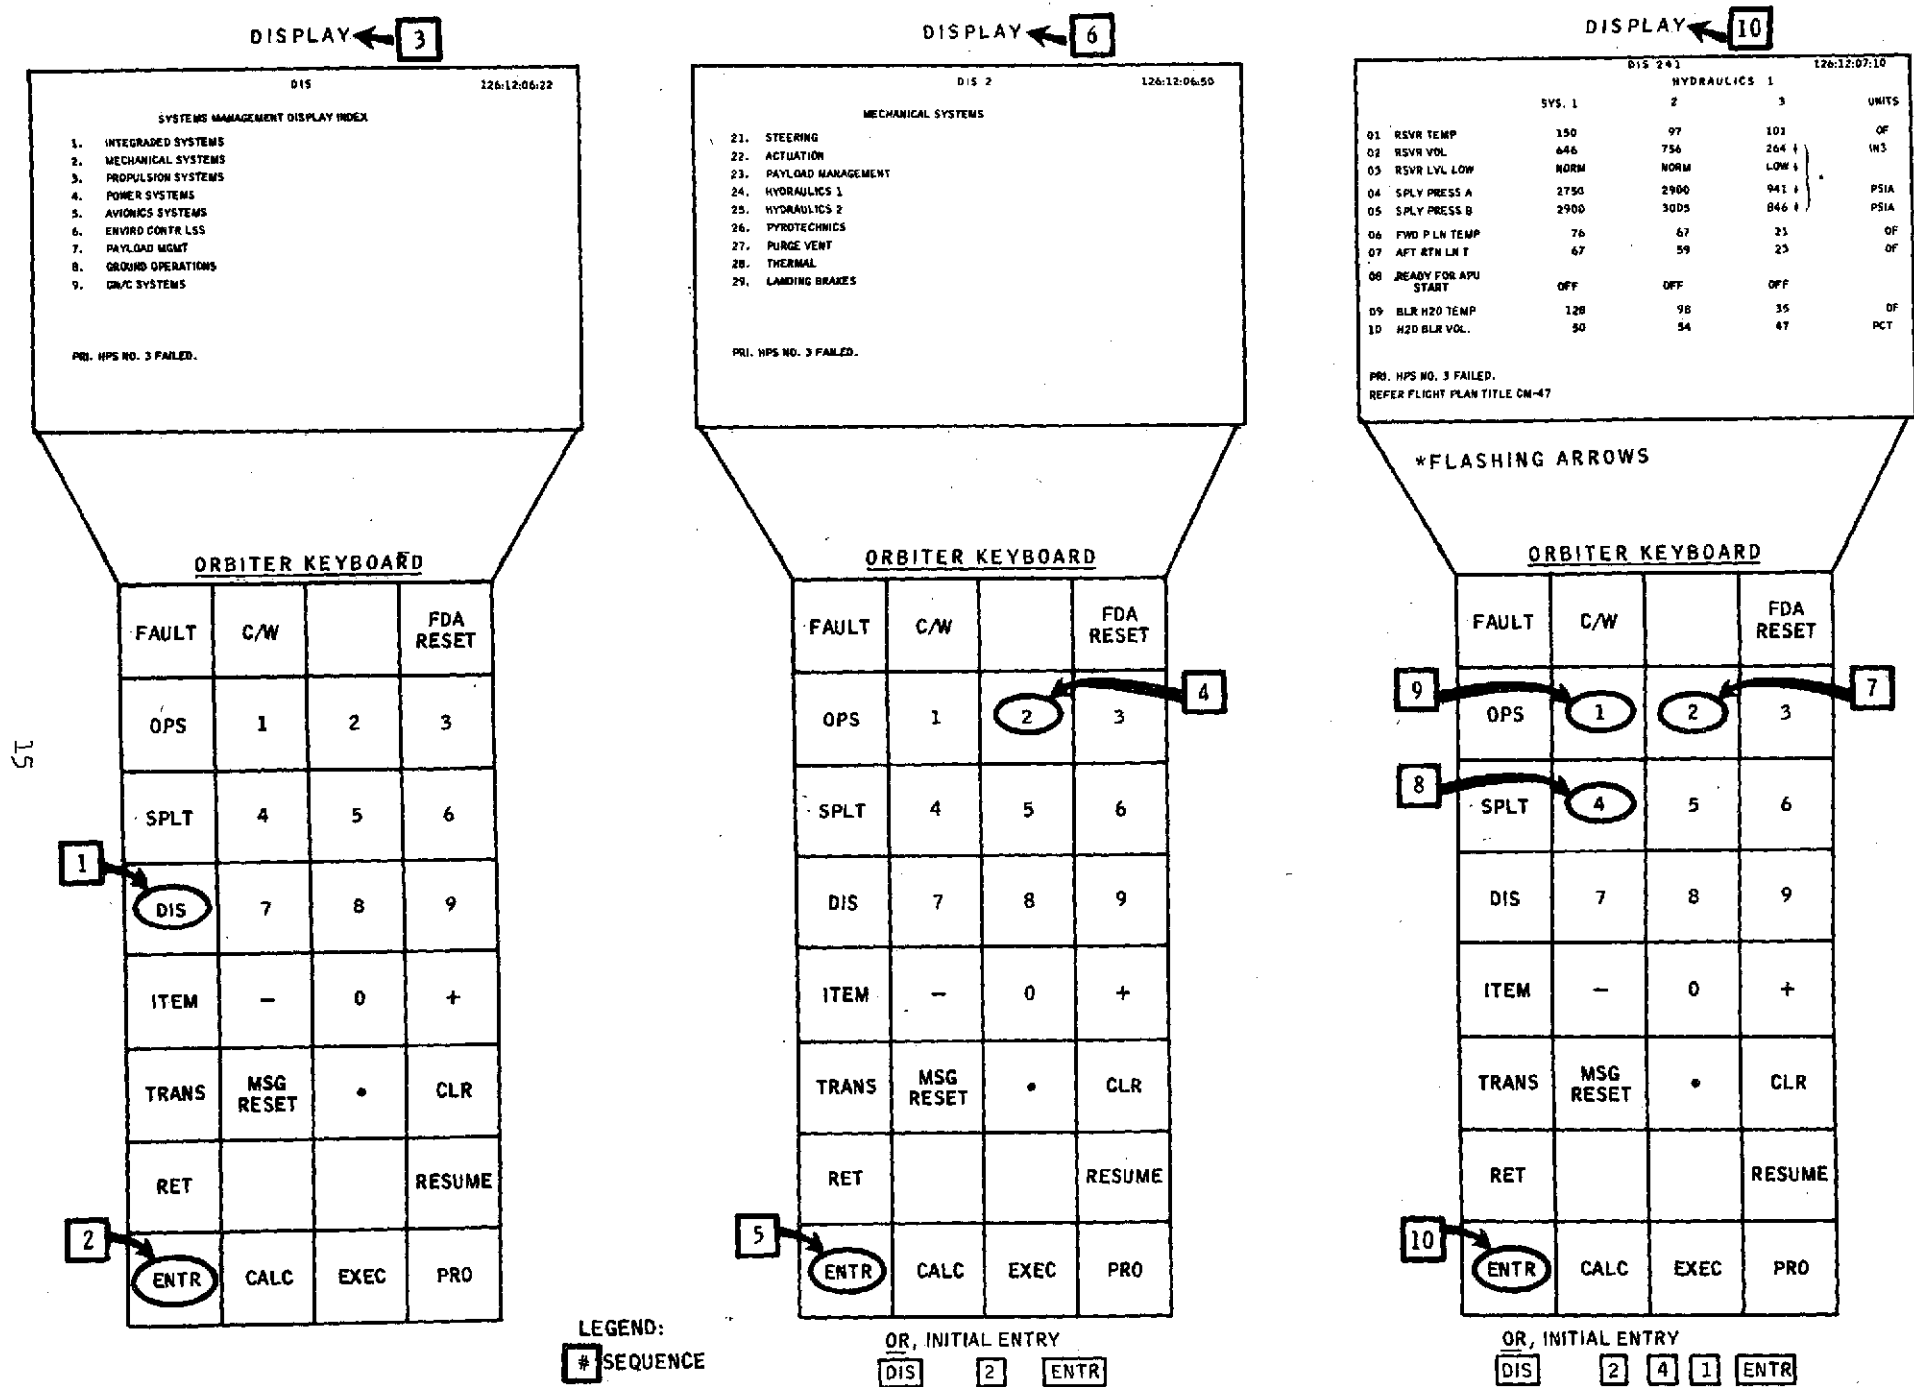 DISPLAY 3
DIS 126:12:06:22
SYSTEMS MANAGEMENT DISPLAY INDEX
1. INTEGRADED SYSTEMS
2. MECHANICAL SYSTEMS
3. PROPULSION SYSTEMS
4. POWER SYSTEMS
5. AVIONICS SYSTEMS
6. ENVIRO CONTR LSS
7. PAYLOAD MGMT
8. GROUND OPERATIONS
9. GN/C SYSTEMS
PRI. HPS NO. 3 FAILED.
ORBITER KEYBOARD
FAULT C/W FDA RESET
OPS 1 2 3
SPLT 4 5 6
1
DIS 7 8 9
ITEM − 0 +
TRANS MSG RESET • CLR
RET RESUME
2
ENTR CALC EXEC PRO
LEGEND:
# SEQUENCE
DISPLAY 6
DIS 2 126:12:06:50
MECHANICAL SYSTEMS
21. STEERING
22. ACTUATION
23. PAYLOAD MANAGEMENT
24. HYDRAULICS 1
25. HYDRAULICS 2
26. PYROTECHNICS
27. PURGE VENT
28. THERMAL
29. LANDING BRAKES
PRI. HPS NO. 3 FAILED.
ORBITER KEYBOARD
FAULT C/W FDA RESET
4
OPS 1 2 3
SPLT 4 5 6
DIS 7 8 9
ITEM − 0 +
TRANS MSG RESET • CLR
RET RESUME
5
ENTR CALC EXEC PRO
OR, INITIAL ENTRY
DIS 2 ENTR
DISPLAY 10
DIS 241 126:12:07:10
HYDRAULICS 1
SYS. 1 2 3 UNITS
01 RSVR TEMP 150 97 101 OF
02 RSVR VOL 646 756 264 ↓ IN3
03 RSVR LVL LOW NORM NORM LOW ↓ *
04 SPLY PRESS A 2750 2900 941 ↓ PSIA
05 SPLY PRESS B 2900 3005 846 ↓ PSIA
06 FWD P LN TEMP 76 67 21 OF
07 AFT RTN LN T 67 59 23 OF
08 READY FOR APU
START OFF OFF OFF
09 BLR H2O TEMP 128 98 35 OF
10 H2O BLR VOL. 50 54 47 PCT
PRI. HPS NO. 3 FAILED.
REFER FLIGHT PLAN TITLE CM-47
*FLASHING ARROWS
ORBITER KEYBOARD
FAULT C/W FDA RESET
9 7
OPS 1 2 3
8
SPLT 4 5 6
DIS 7 8 9
ITEM − 0 +
TRANS MSG RESET • CLR
RET RESUME
10
ENTR CALC EXEC PRO
OR, INITIAL ENTRY
DIS 2 4 1 ENTR
15